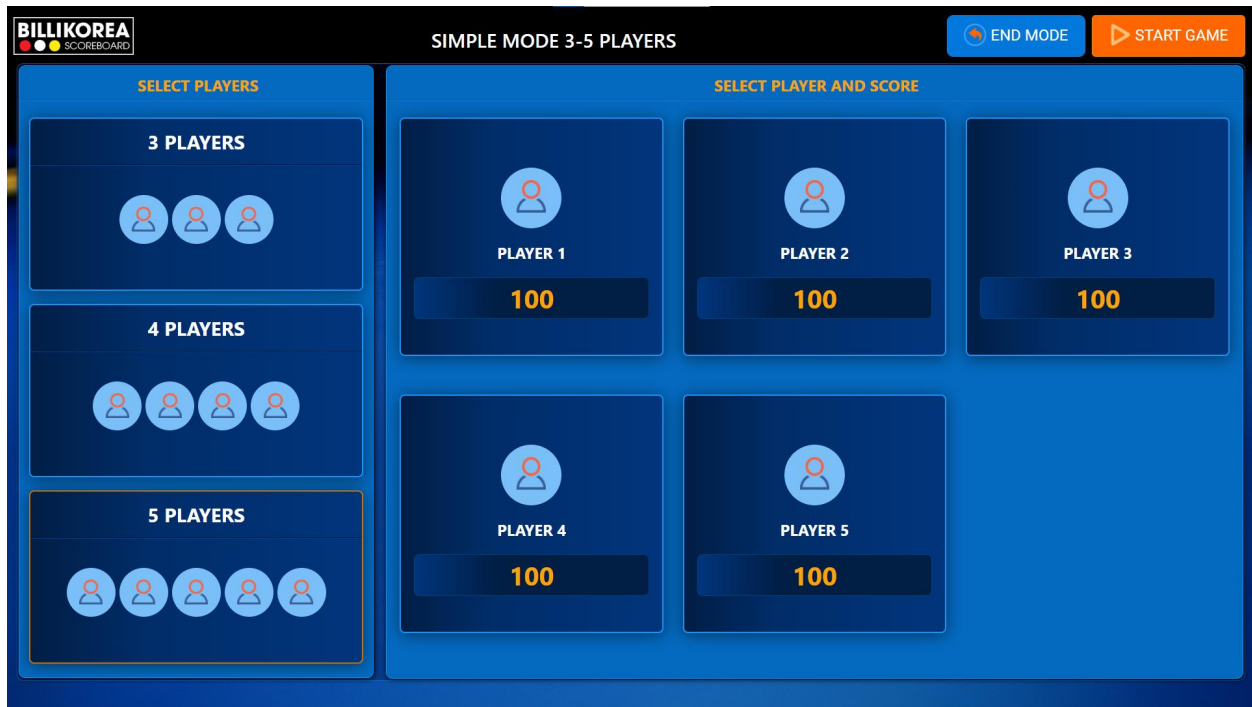 BILLIKOREA
SCOREBOARD
SIMPLE MODE 3-5 PLAYERS
END MODE
START GAME
SELECT PLAYERS
3 PLAYERS
4 PLAYERS
5 PLAYERS
SELECT PLAYER AND SCORE
PLAYER 1
100
PLAYER 2
100
PLAYER 3
100
PLAYER 4
100
PLAYER 5
100